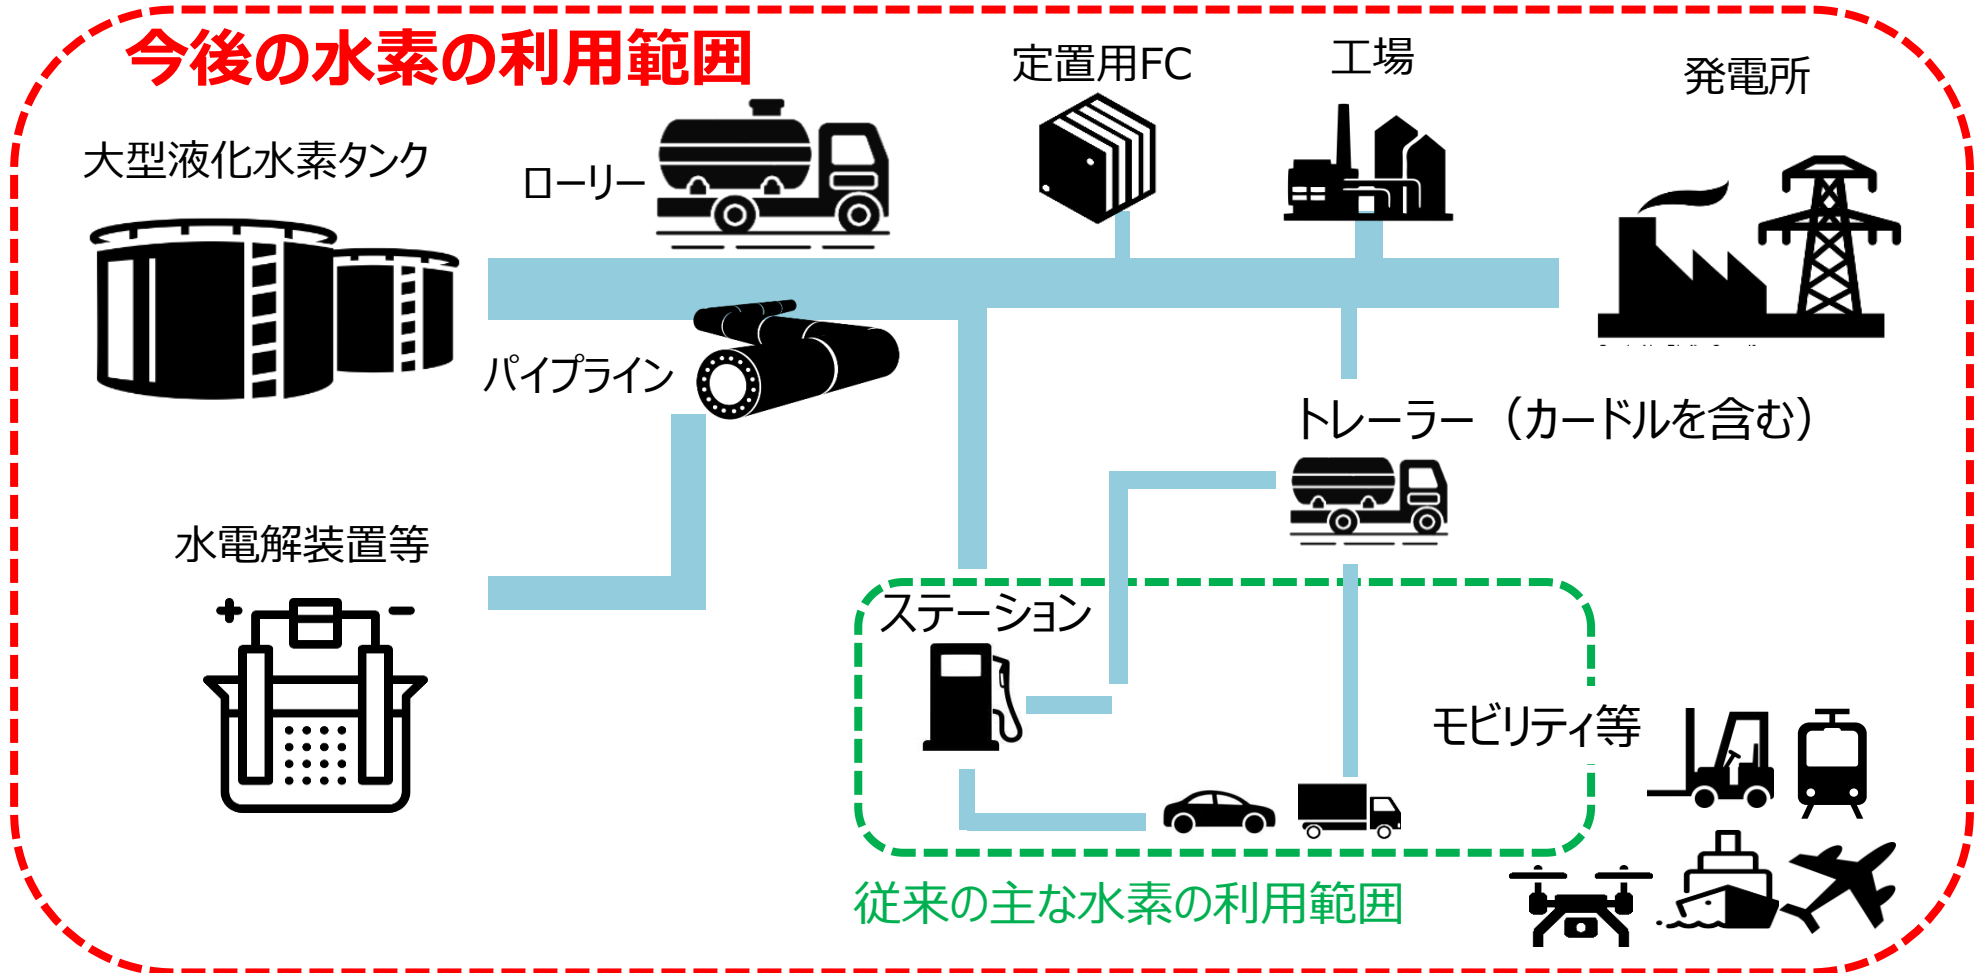 今後の水素の利用範囲
定置用FC
工場
発電所
大型液化水素タンク
ローリー
パイプライン
トレーラー（カードルを含む）
水電解装置等
ステーション
モビリティ等
従来の主な水素の利用範囲